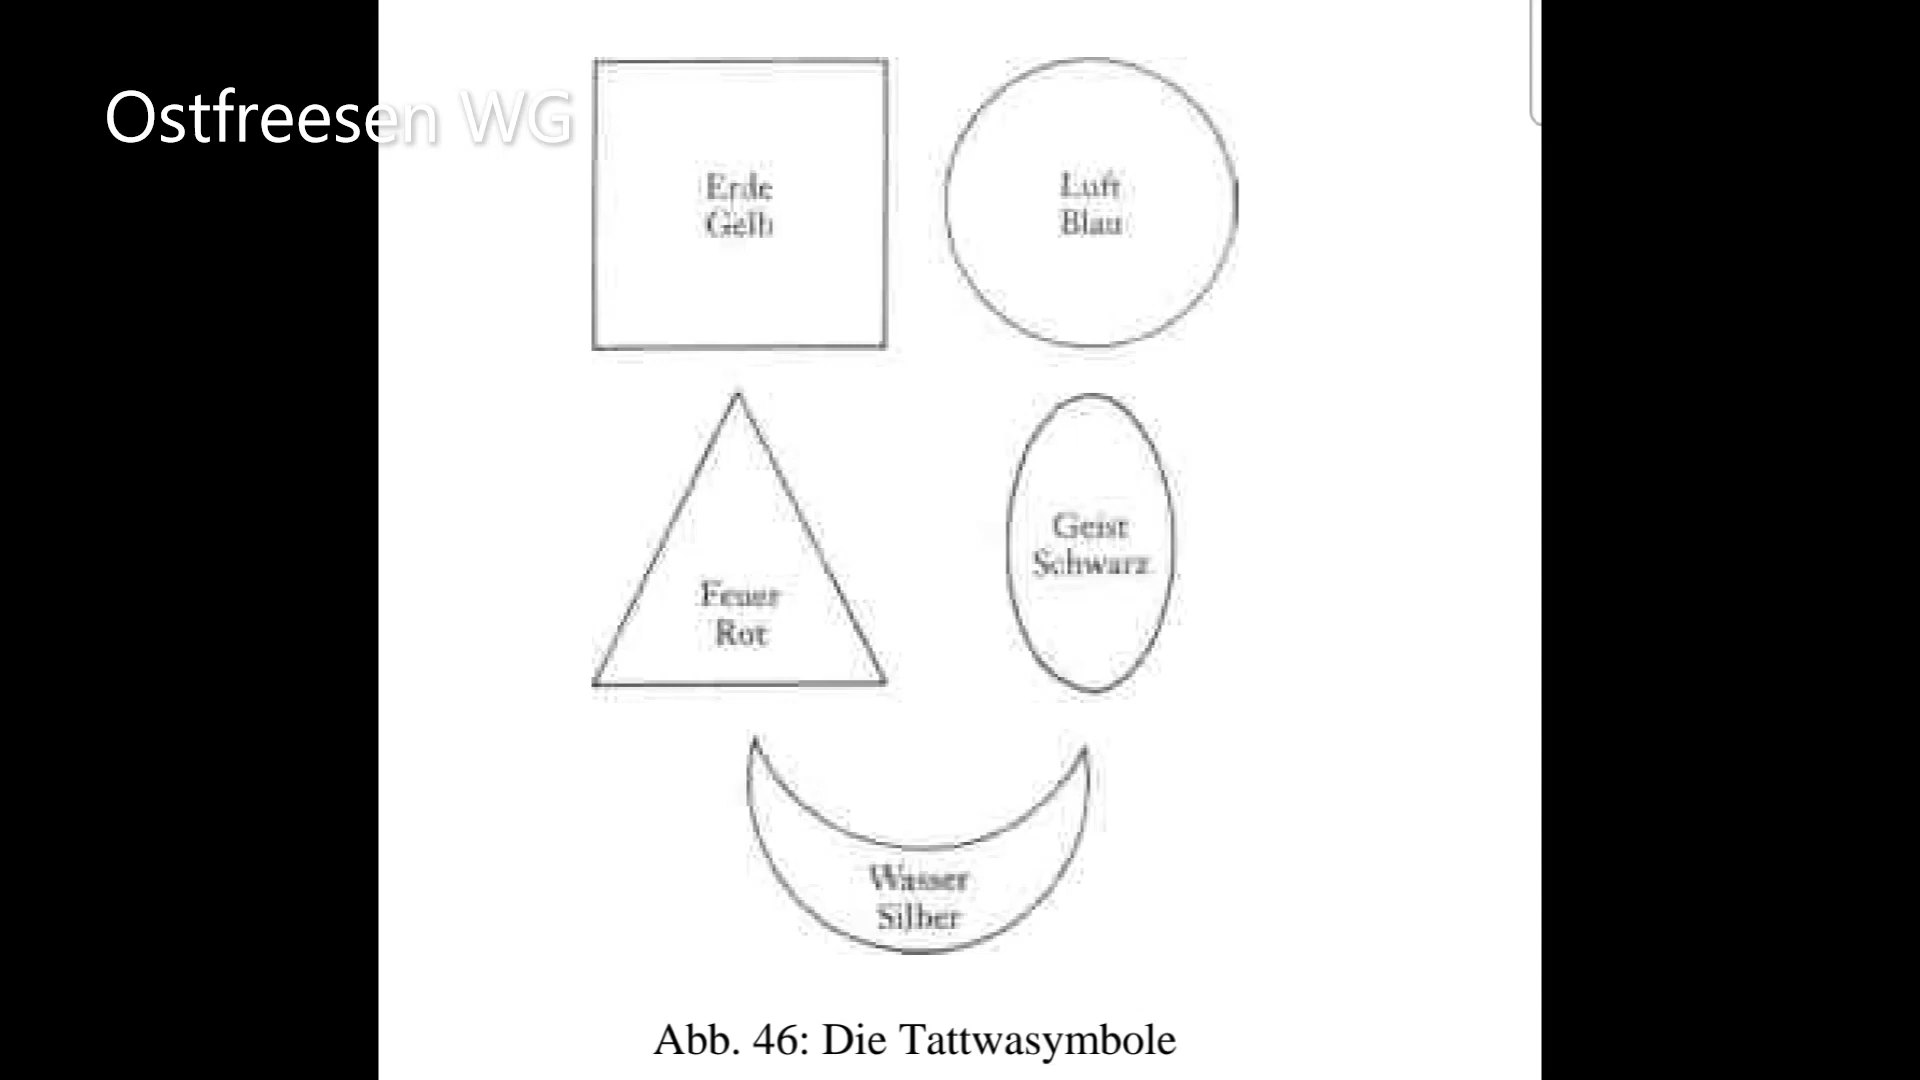 Ostfreesen WG
Erde
Gelb
Luft
Blau
Feuer
Rot
Geist
Schwarz
Wasser
Silber
Abb. 46: Die Tattwasymbole